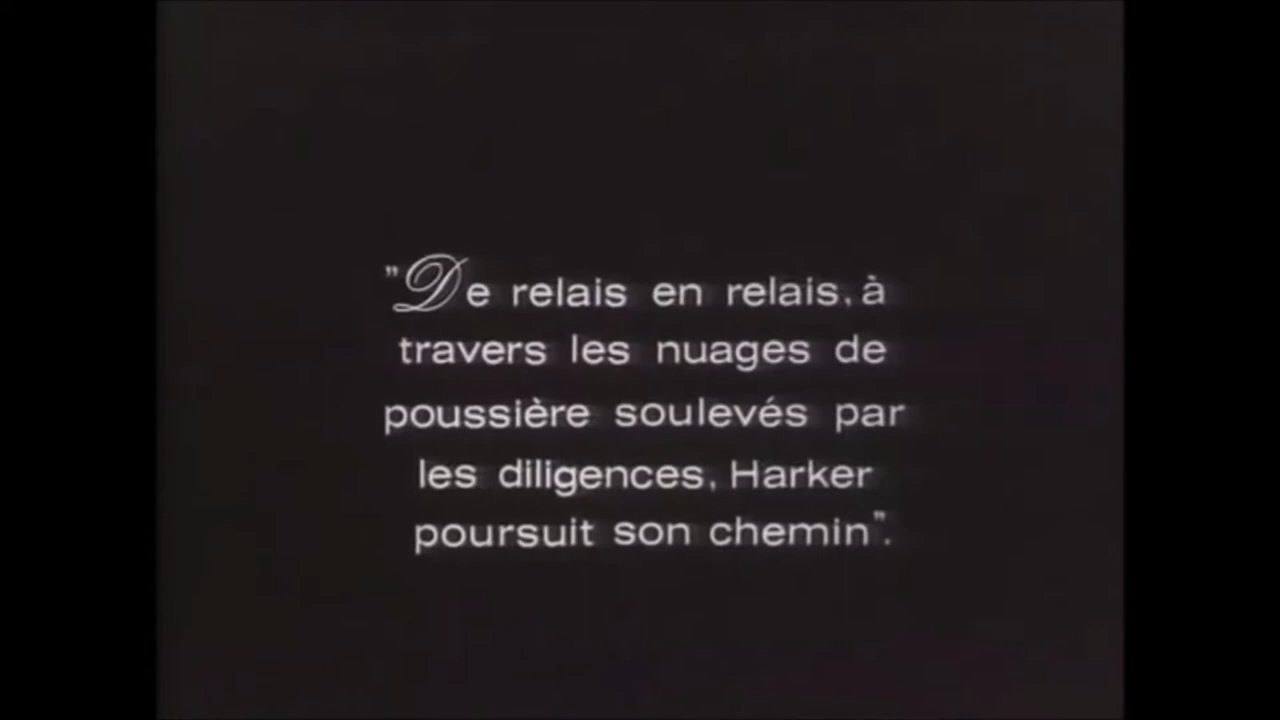 "De relais en relais, à
travers les nuages de
poussière soulevés par
les diligences, Harker
poursuit son chemin".